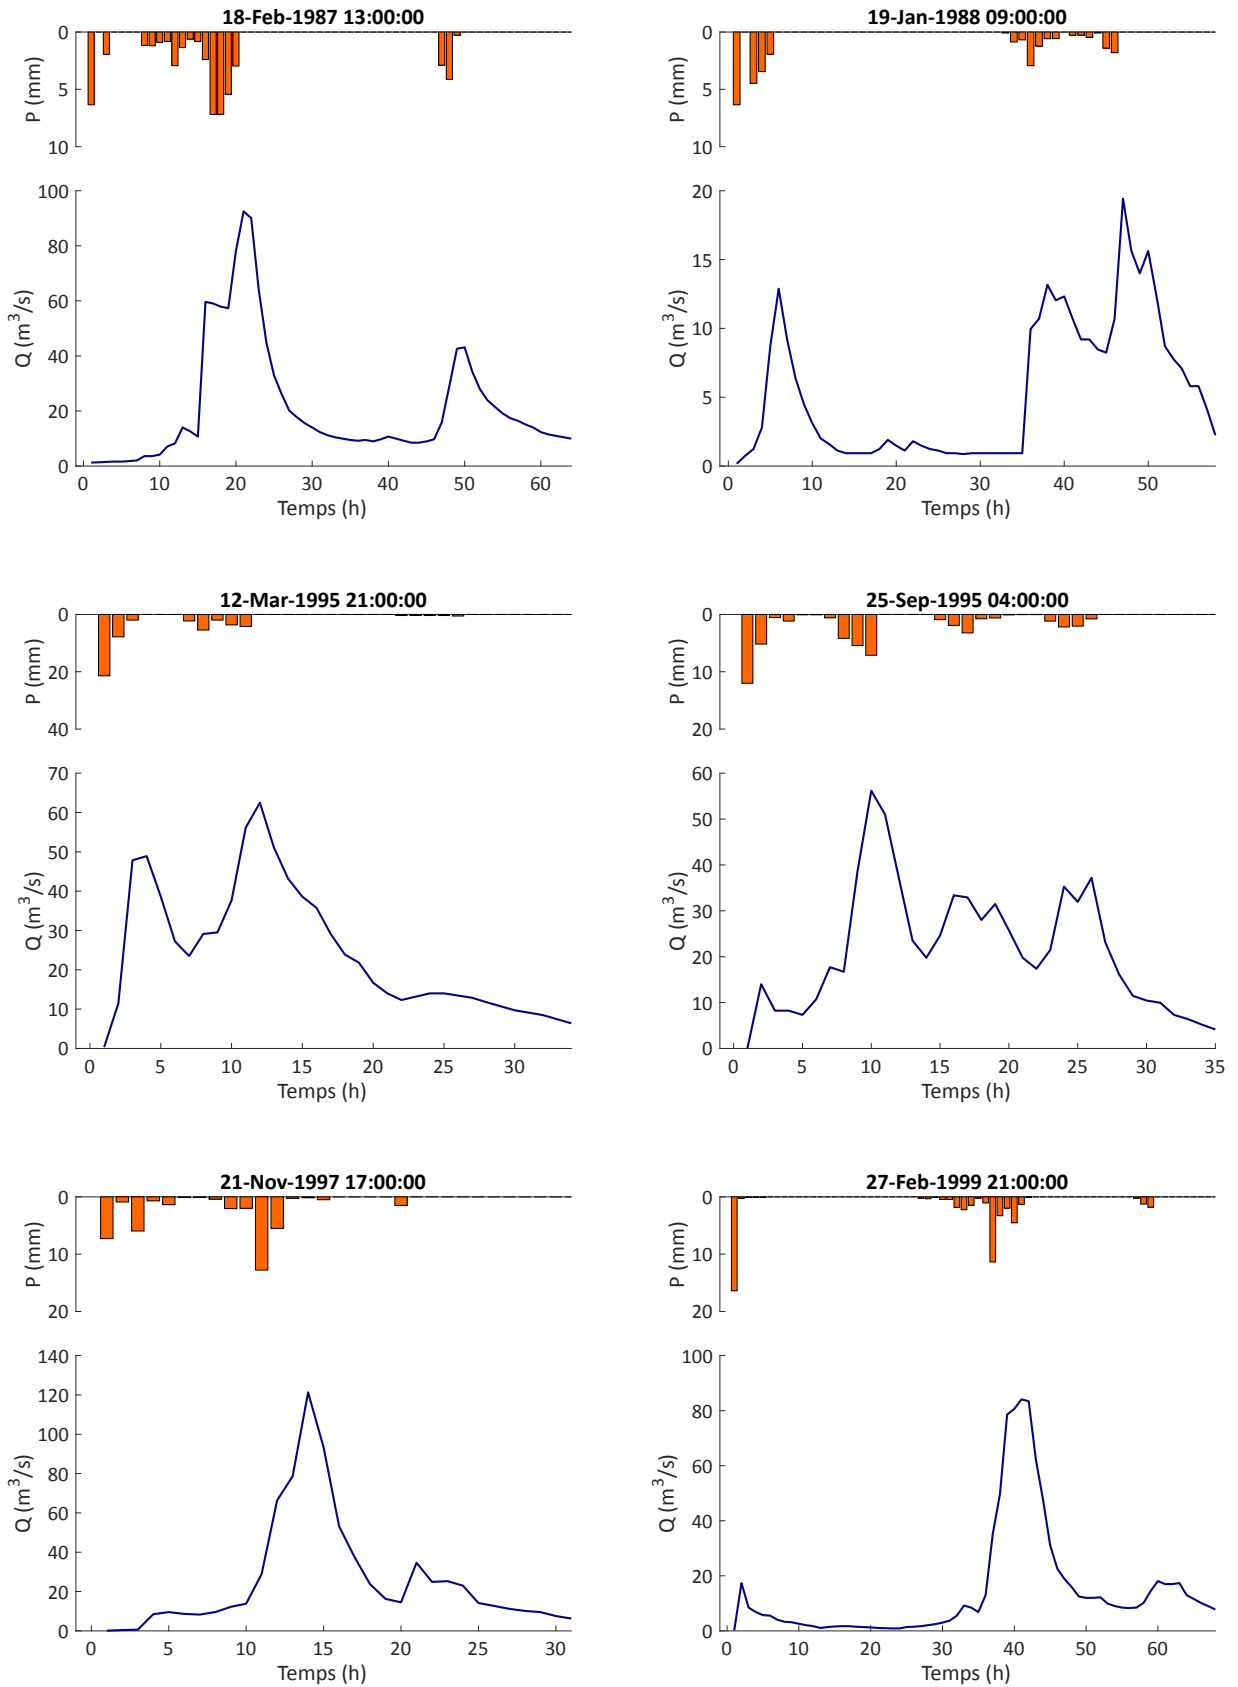 18-Feb-1987 13:00:00
0
5
10
P (mm)
100
80
60
40
20
0
Q (m³/s)
0 10 20 30 40 50 60
Temps (h)
19-Jan-1988 09:00:00
0
5
10
P (mm)
20
15
10
5
0
Q (m³/s)
0 10 20 30 40 50
Temps (h)
12-Mar-1995 21:00:00
0
20
40
P (mm)
70
60
50
40
30
20
10
0
Q (m³/s)
0 5 10 15 20 25 30
Temps (h)
25-Sep-1995 04:00:00
0
10
20
P (mm)
60
50
40
30
20
10
0
Q (m³/s)
0 5 10 15 20 25 30 35
Temps (h)
21-Nov-1997 17:00:00
0
10
20
P (mm)
140
120
100
80
60
40
20
0
Q (m³/s)
0 5 10 15 20 25 30
Temps (h)
27-Feb-1999 21:00:00
0
10
20
P (mm)
100
80
60
40
20
0
Q (m³/s)
0 10 20 30 40 50 60
Temps (h)